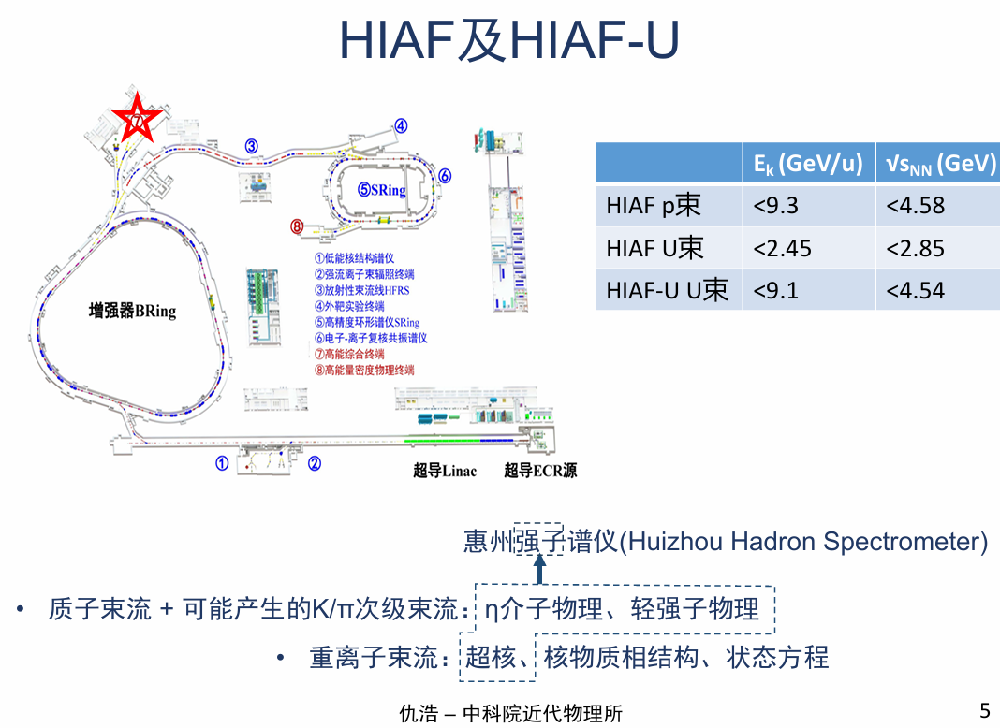 HIAF及HIAF-U
⑦
④
③
⑥
⑤SRing
⑧
①低能核结构谱仪
②强流离子束辐照终端
③放射性束流线HFRS
④外靶实验终端
⑤高精度环形谱仪SRing
⑥电子-离子复核共振谱仪
⑦高能综合终端
⑧高能量密度物理终端
增强器BRing
①
②
超导Linac
超导ECR源
Ek (GeV/u) √sNN (GeV)
HIAF p束 <9.3 <4.58
HIAF U束 <2.45 <2.85
HIAF-U U束 <9.1 <4.54
惠州强子谱仪(Huizhou Hadron Spectrometer)
• 质子束流 + 可能产生的K/π次级束流：η介子物理、轻强子物理
• 重离子束流：超核、核物质相结构、状态方程
仇浩 – 中科院近代物理所
5